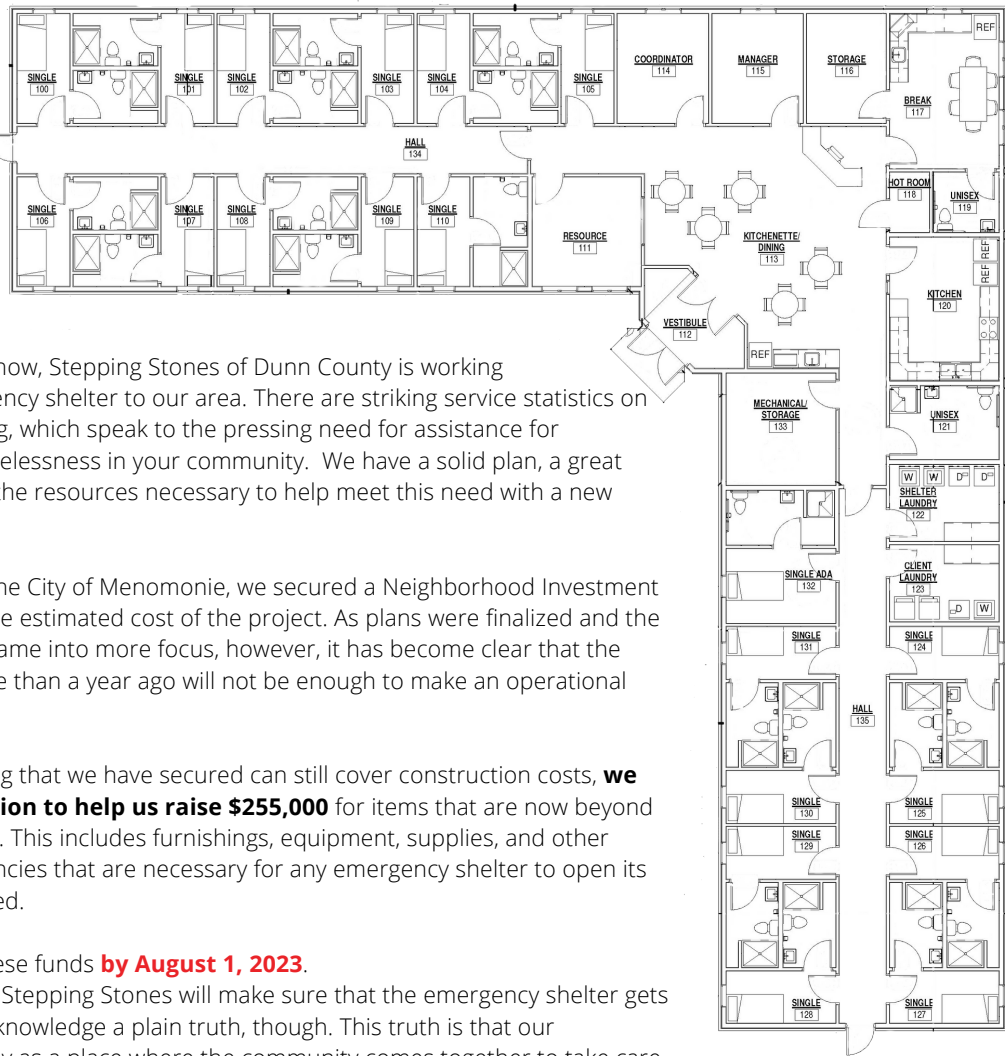 REF
SINGLE
100
SINGLE
101
SINGLE
102
SINGLE
103
SINGLE
104
SINGLE
105
COORDINATOR
114
MANAGER
115
STORAGE
116
BREAK
117
HALL
134
SINGLE
106
SINGLE
107
SINGLE
108
SINGLE
109
SINGLE
110
RESOURCE
111
KITCHENETTE/
DINING
113
HOT ROOM
118
UNISEX
119
REF
REF
KITCHEN
120
VESTIBULE
112
REF
MECHANICAL/
STORAGE
133
UNISEX
121
W W D D
SHELTER
LAUNDRY
122
SINGLE ADA
132
CLIENT
LAUNDRY
123
D W
SINGLE
131
SINGLE
124
HALL
135
SINGLE
130
SINGLE
125
SINGLE
129
SINGLE
126
SINGLE
128
SINGLE
127
now, Stepping Stones of Dunn County is working
ency shelter to our area. There are striking service statistics on
g, which speak to the pressing need for assistance for
elessness in your community. We have a solid plan, a great
the resources necessary to help meet this need with a new
he City of Menomonie, we secured a Neighborhood Investment
e estimated cost of the project. As plans were finalized and the
ame into more focus, however, it has become clear that the
e than a year ago will not be enough to make an operational
g that we have secured can still cover construction costs, we
tion to help us raise $255,000 for items that are now beyond
. This includes furnishings, equipment, supplies, and other
ncies that are necessary for any emergency shelter to open its
ed.
ese funds by August 1, 2023.
Stepping Stones will make sure that the emergency shelter gets
knowledge a plain truth, though. This truth is that our
y as a place where the community comes together to take care